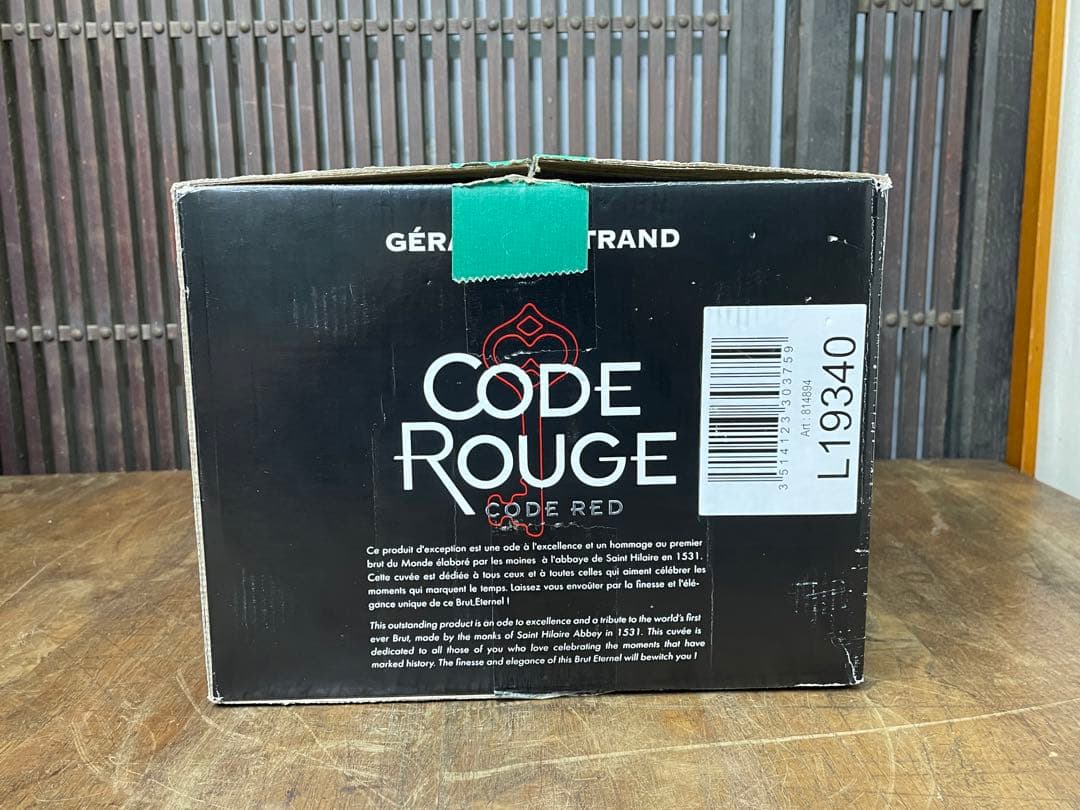 GÉRA TRAND
CODE
ROUGE
CODE RED
Ce produit d'exception est une ode à l'excellence et un hommage au premier
brut du Monde élaboré par les moines à l'abbaye de Saint Hilaire en 1531.
Cette cuvée est dédiée à tous ceux et à toutes celles qui aiment célébrer les
moments qui marquent le temps. Laissez vous envoûter par la finesse et l'élé-
gance unique de ce Brut.Eternel !
This outstanding product is an ode to excellence and a tribute to the world's first
ever Brut, made by the monks of Saint Hilaire Abbey in 1531. This cuvée is
dedicated to all those of you who love celebrating the moments that have
marked history. The finesse and elegance of this Brut Eternel will bewitch you !
3 514123 303759
Art : 814894
L19340